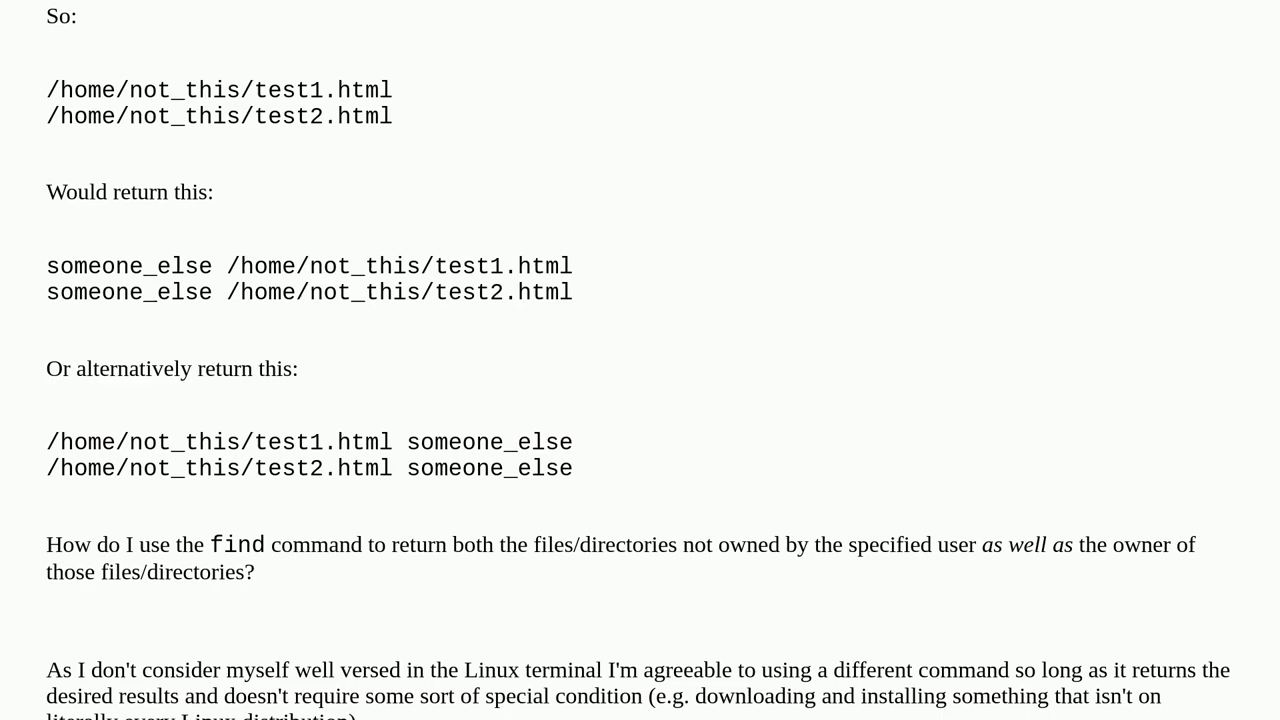 So:
/home/not_this/test1.html
/home/not_this/test2.html
Would return this:
someone_else /home/not_this/test1.html
someone_else /home/not_this/test2.html
Or alternatively return this:
/home/not_this/test1.html someone_else
/home/not_this/test2.html someone_else
How do I use the find command to return both the files/directories not owned by the specified user as well as the owner of
those files/directories?
As I don't consider myself well versed in the Linux terminal I'm agreeable to using a different command so long as it returns the
desired results and doesn't require some sort of special condition (e.g. downloading and installing something that isn't on
literally every Linux distribution)